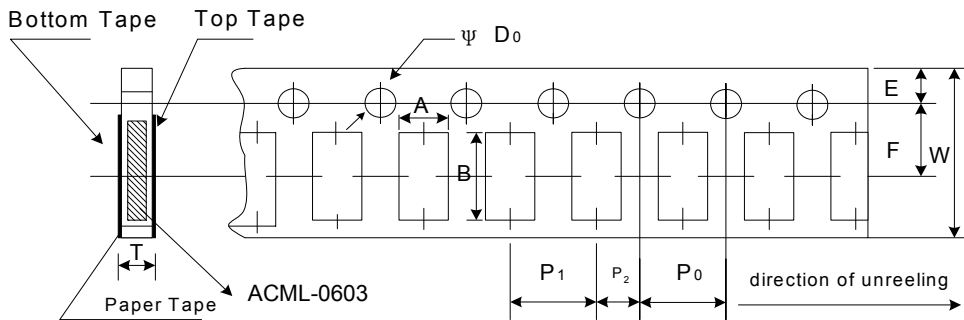 Bottom Tape
Top Tape
Ψ D₀
A
E
F
W
B
T
P₁
P₂
P₀
direction of unreeling
Paper Tape
ACML-0603